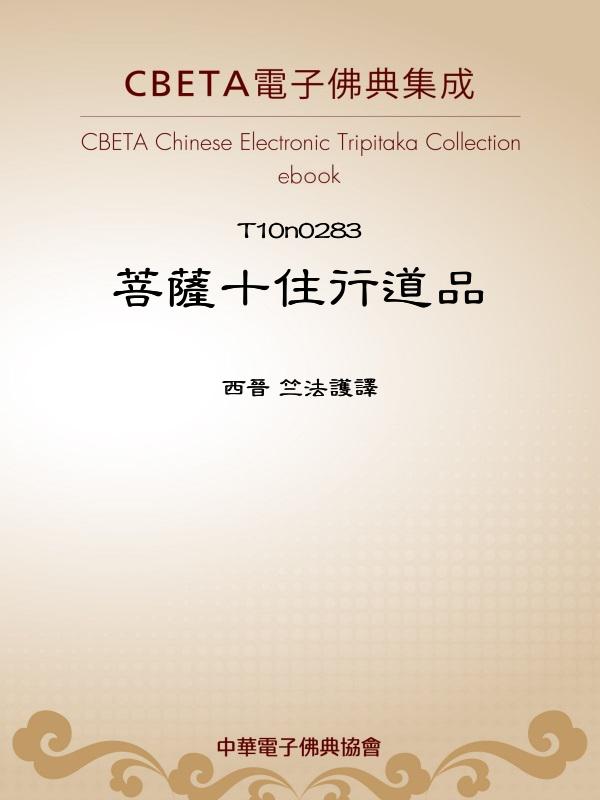 CBETA電子佛典集成
CBETA Chinese Electronic Tripitaka Collection
ebook
T10n0283
菩薩十住行道品
西晉 竺法護譯
中華電子佛典協會